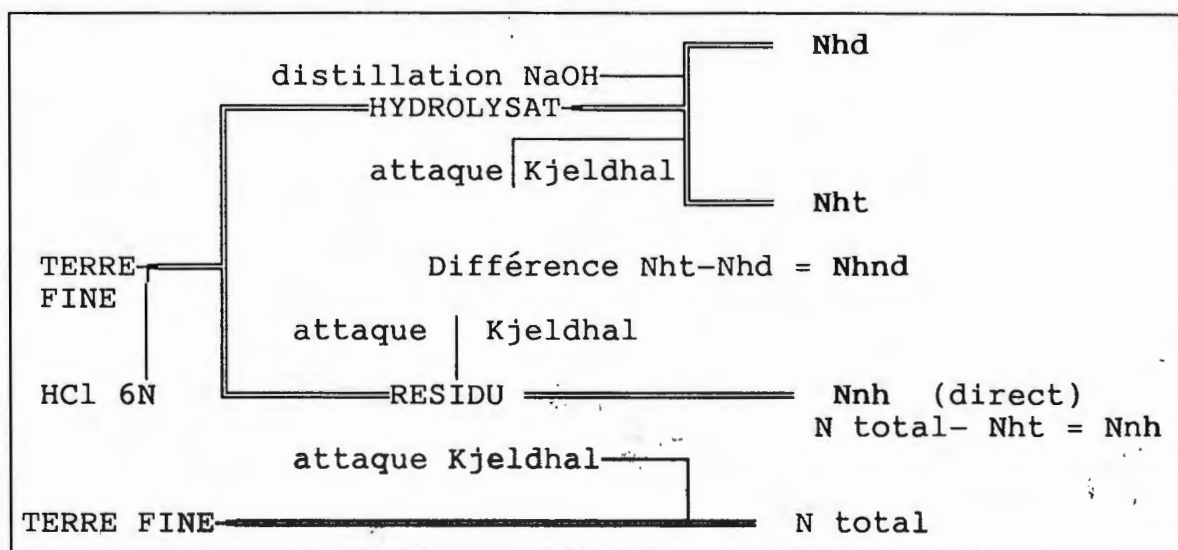 Nhd
distillation NaOH
HYDROLYSAT
attaque Kjeldhal
Nht
TERRE
FINE
Différence Nht-Nhd = Nhnd
attaque Kjeldhal
HCl 6N
RESIDU
Nnh (direct)
N total- Nht = Nnh
attaque Kjeldhal
TERRE FINE
N total